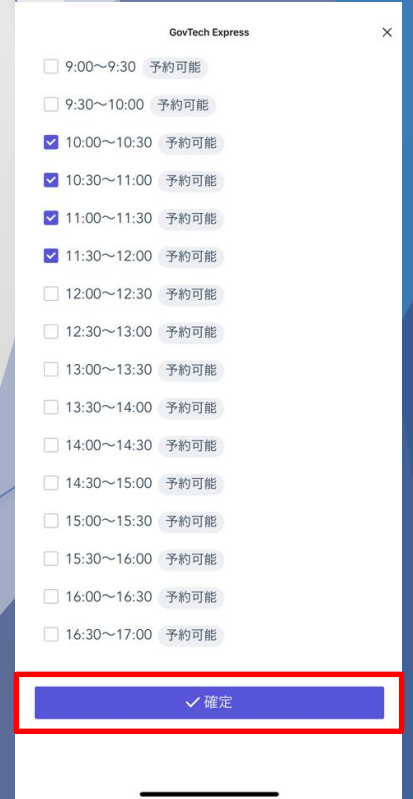 GovTech Express
9:00〜9:30 予約可能
9:30〜10:00 予約可能
10:00〜10:30 予約可能
10:30〜11:00 予約可能
11:00〜11:30 予約可能
11:30〜12:00 予約可能
12:00〜12:30 予約可能
12:30〜13:00 予約可能
13:00〜13:30 予約可能
13:30〜14:00 予約可能
14:00〜14:30 予約可能
14:30〜15:00 予約可能
15:00〜15:30 予約可能
15:30〜16:00 予約可能
16:00〜16:30 予約可能
16:30〜17:00 予約可能
確定